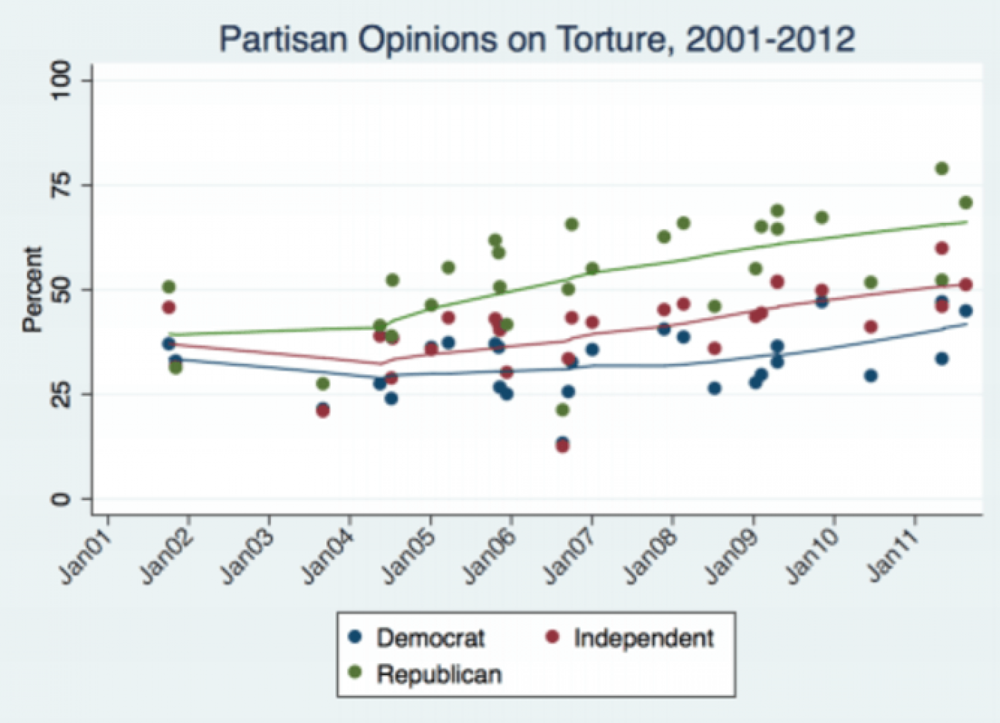 Partisan Opinions on Torture, 2001-2012
Percent
100
75
50
25
0
Jan01 Jan02 Jan03 Jan04 Jan05 Jan06 Jan07 Jan08 Jan09 Jan10 Jan11
Democrat Independent
Republican